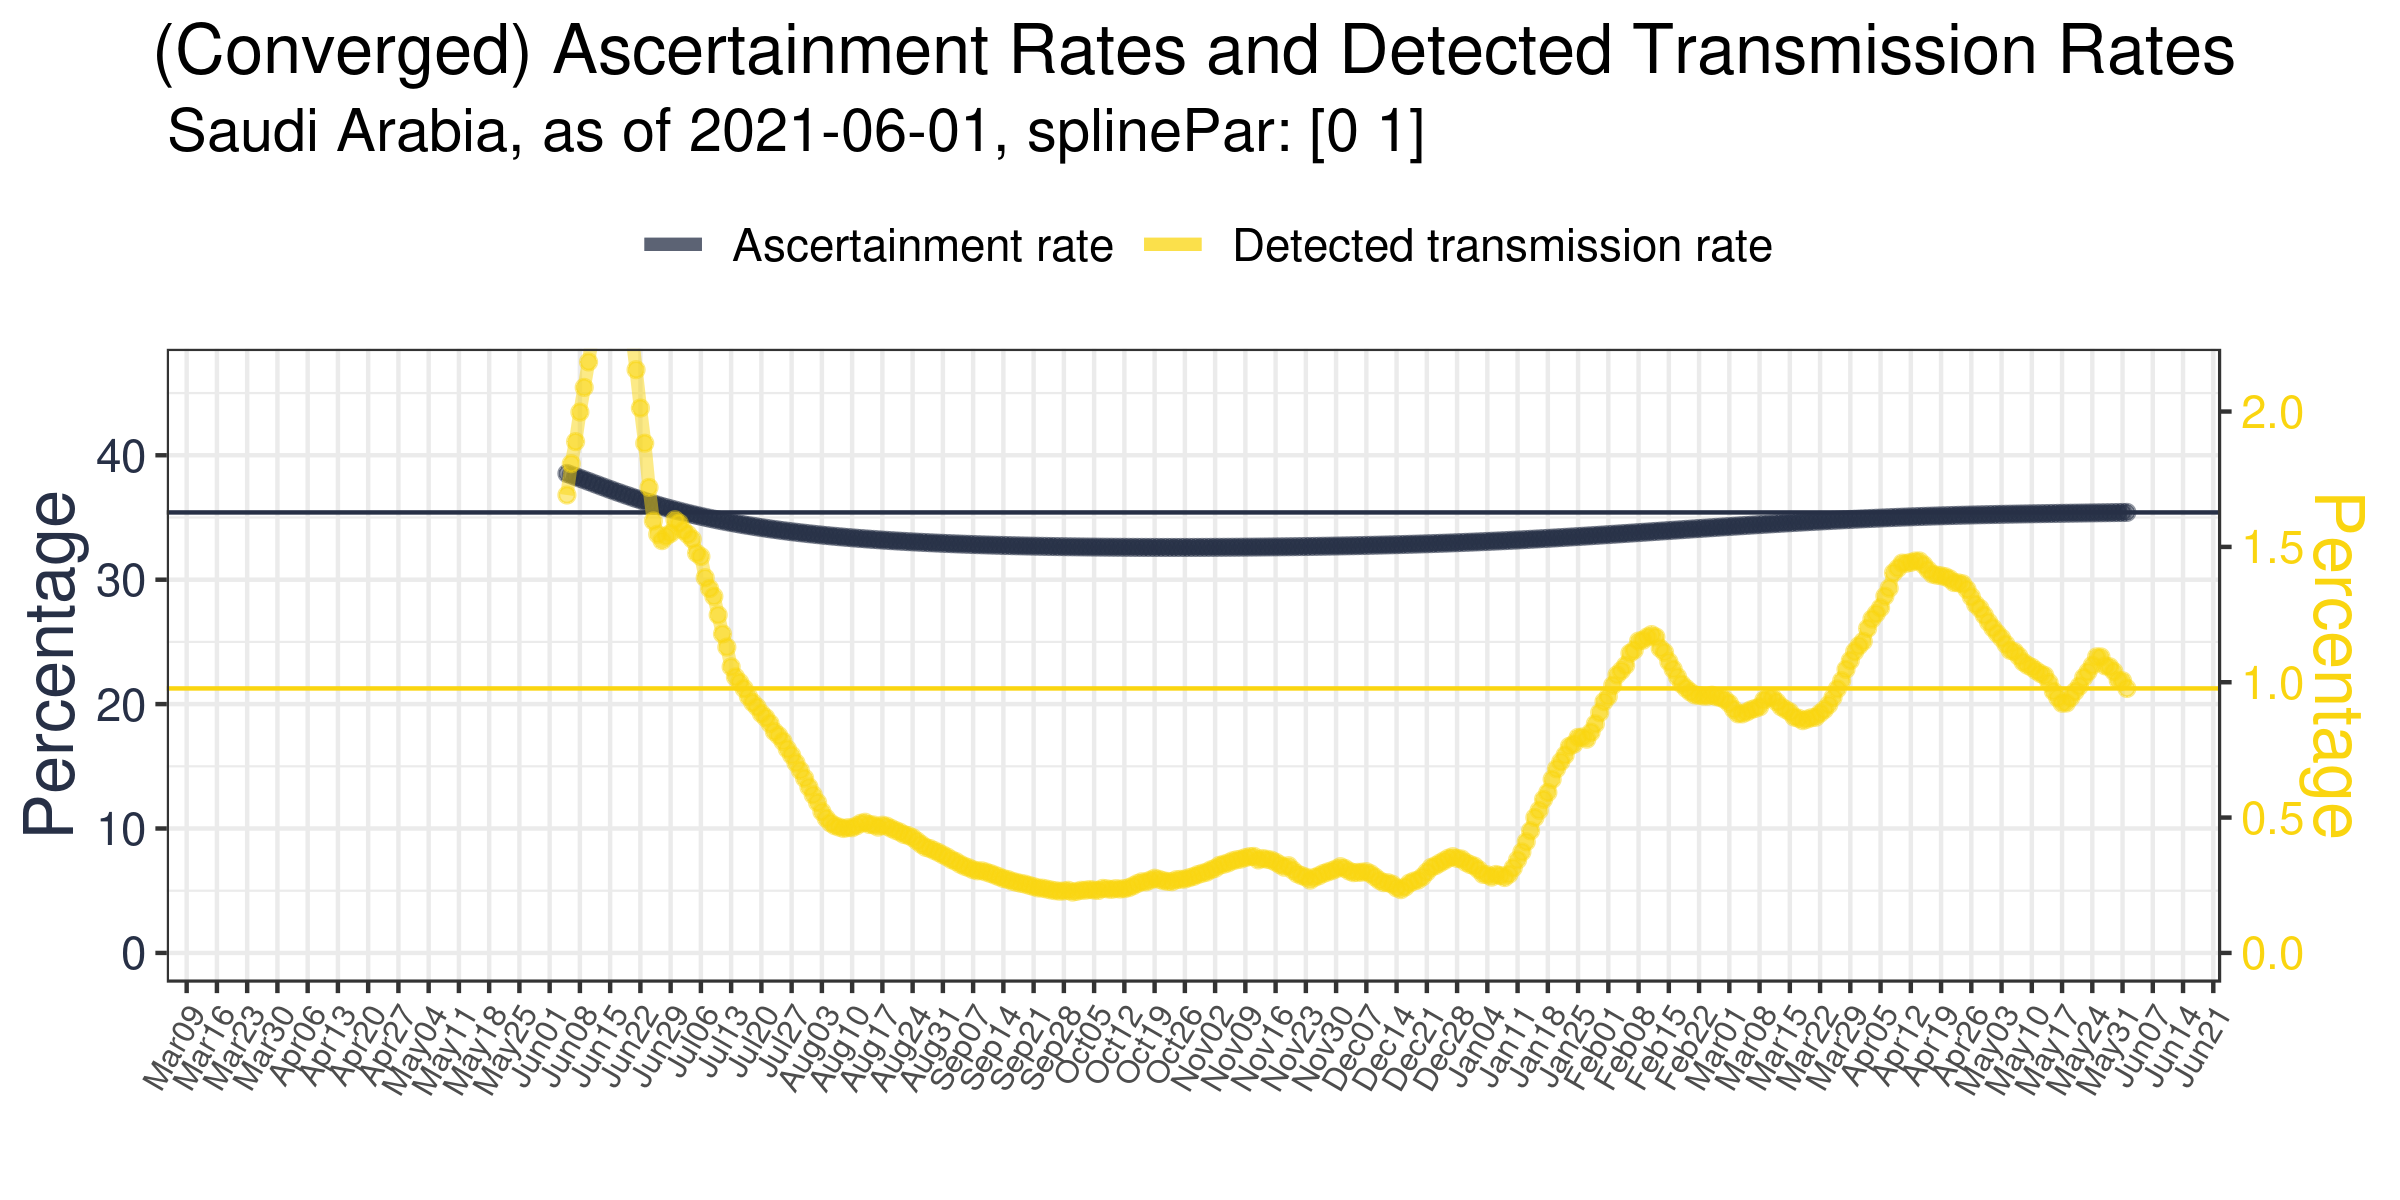 (Converged) Ascertainment Rates and Detected Transmission Rates
Saudi Arabia, as of 2021-06-01, splinePar: [0 1]
Ascertainment rate
Detected transmission rate
Percentage
40
30
20
10
0
2.0
1.5
1.0
0.5
0.0
Percentage
Mar09
Mar16
Mar23
Mar30
Apr06
Apr13
Apr20
Apr27
May04
May11
May18
May25
Jun01
Jun08
Jun15
Jun22
Jun29
Jul06
Jul13
Jul20
Jul27
Aug03
Aug10
Aug17
Aug24
Aug31
Sep07
Sep14
Sep21
Sep28
Oct05
Oct12
Oct19
Oct26
Nov02
Nov09
Nov16
Nov23
Nov30
Dec07
Dec14
Dec21
Dec28
Jan04
Jan11
Jan18
Jan25
Feb01
Feb08
Feb15
Feb22
Mar01
Mar08
Mar15
Mar22
Mar29
Apr05
Apr12
Apr19
Apr26
May03
May10
May17
May24
May31
Jun07
Jun14
Jun21